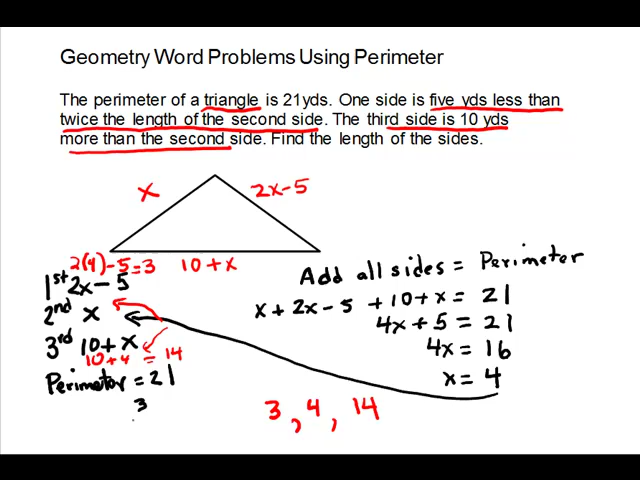 Geometry Word Problems Using Perimeter
The perimeter of a triangle is 21yds. One side is five yds less than
twice the length of the second side. The third side is 10 yds
more than the second side. Find the length of the sides.
x
2x-5
10+x
2(4)-5=3
1st 2x-5
2nd x
3rd 10+x
10+4 = 14
Perimeter = 21
3
Add all sides = Perimeter
x + 2x-5 + 10+x = 21
4x+5 = 21
4x = 16
x = 4
3, 4, 14